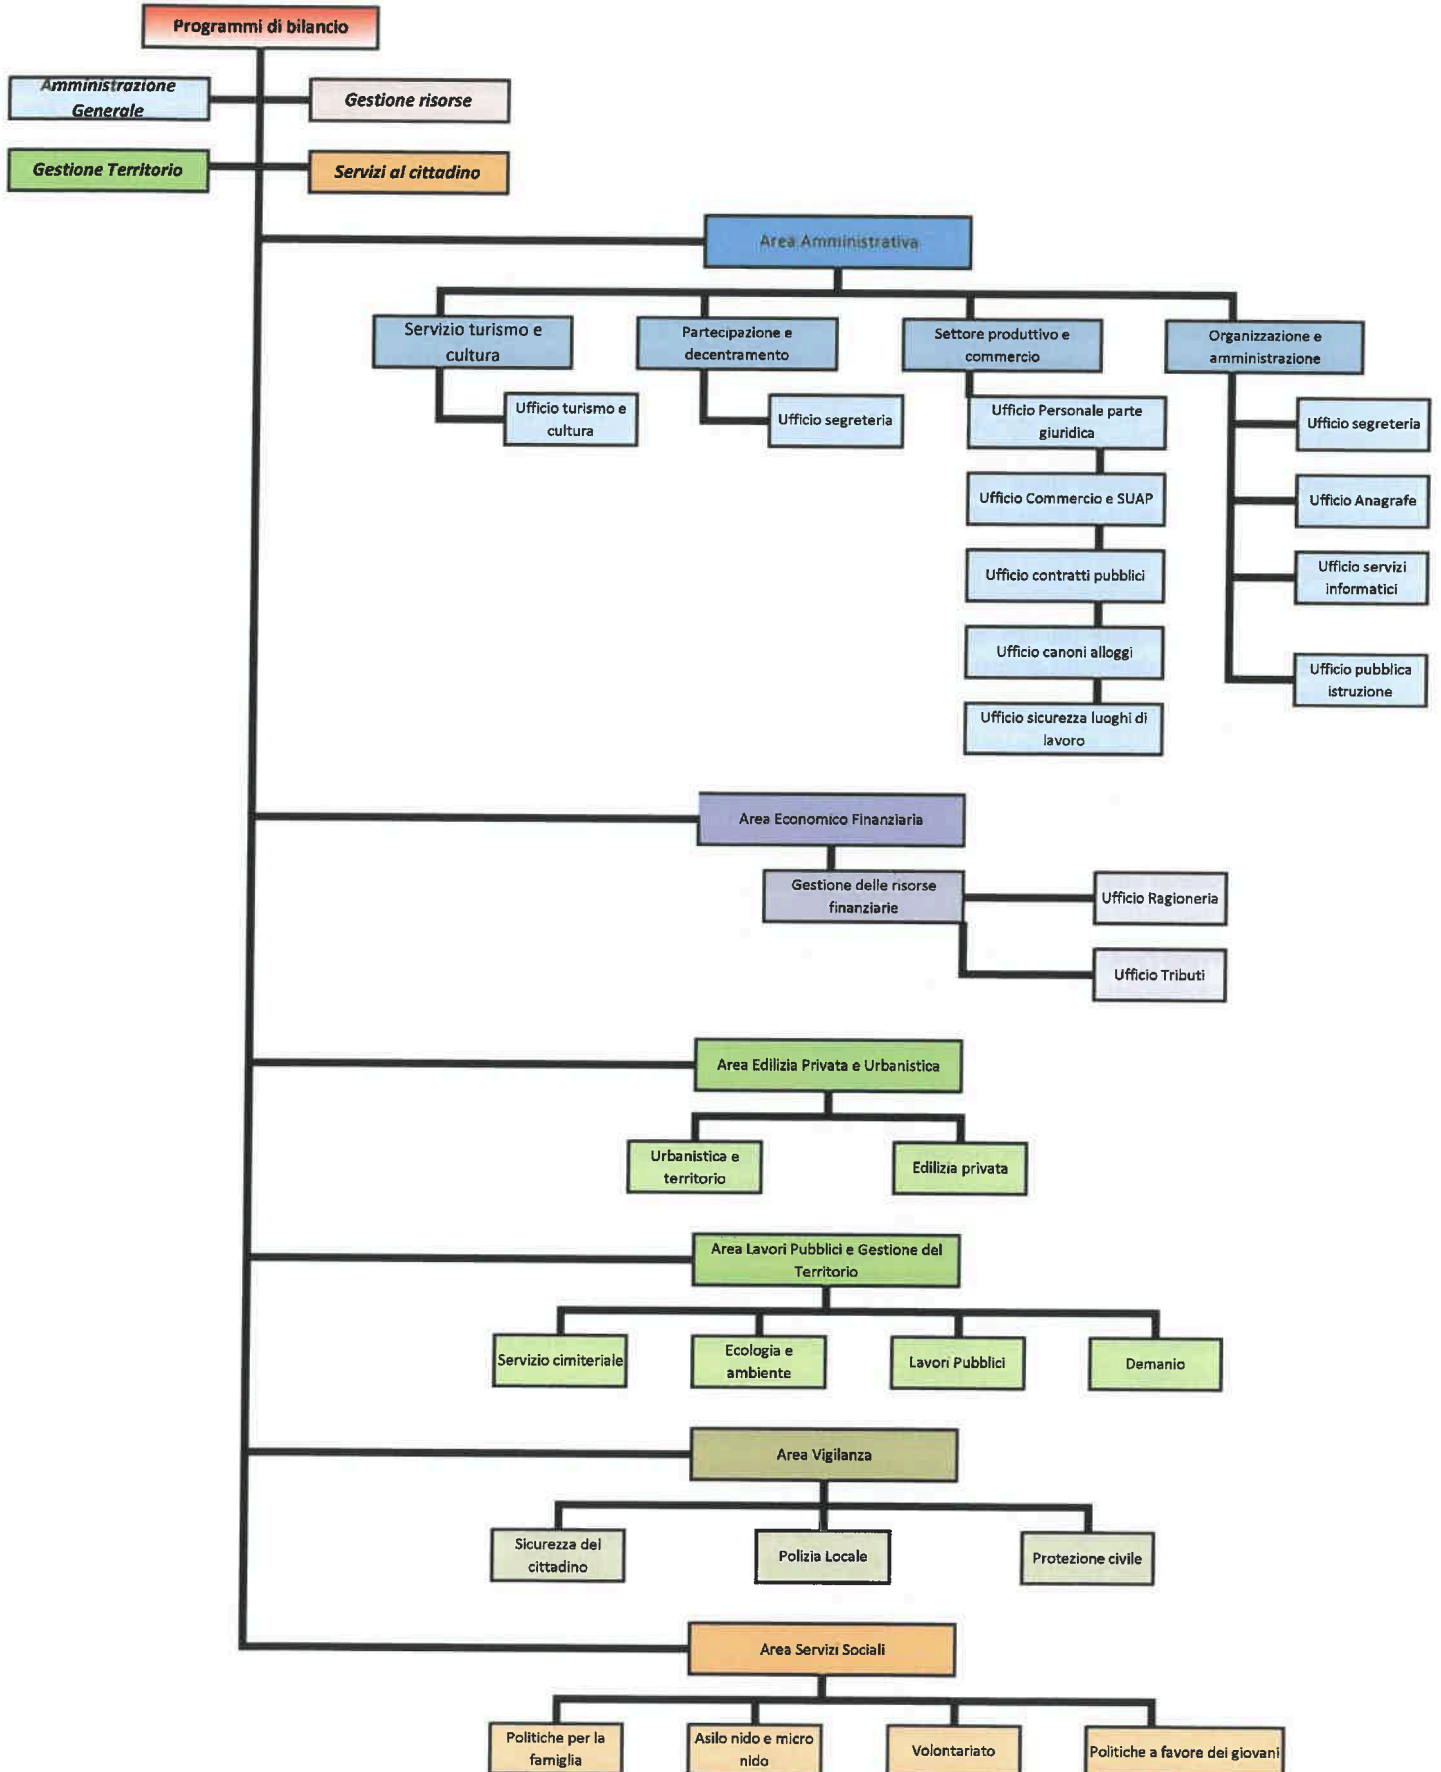 Programmi di bilancio
Amministrazione
Generale
Gestione risorse
Gestione Territorio
Servizi al cittadino
Area Amministrativa
Servizio turismo e
cultura
Partecipazione e
decentramento
Settore produttivo e
commercio
Organizzazione e
amministrazione
Ufficio turismo e
cultura
Ufficio segreteria
Ufficio Personale parte
giuridica
Ufficio segreteria
Ufficio Commercio e SUAP
Ufficio Anagrafe
Ufficio contratti pubblici
Ufficio servizi
informatici
Ufficio canoni alloggi
Ufficio pubblica
istruzione
Ufficio sicurezza luoghi di
lavoro
Area Economico Finanziaria
Gestione delle risorse
finanziarie
Ufficio Ragioneria
Ufficio Tributi
Area Edilizia Privata e Urbanistica
Urbanistica e
territorio
Edilizia privata
Area Lavori Pubblici e Gestione del
Territorio
Servizio cimiteriale
Ecologia e
ambiente
Lavori Pubblici
Demanio
Area Vigilanza
Sicurezza del
cittadino
Polizia Locale
Protezione civile
Area Servizi Sociali
Politiche per la
famiglia
Asilo nido e micro
nido
Volontariato
Politiche a favore dei giovani